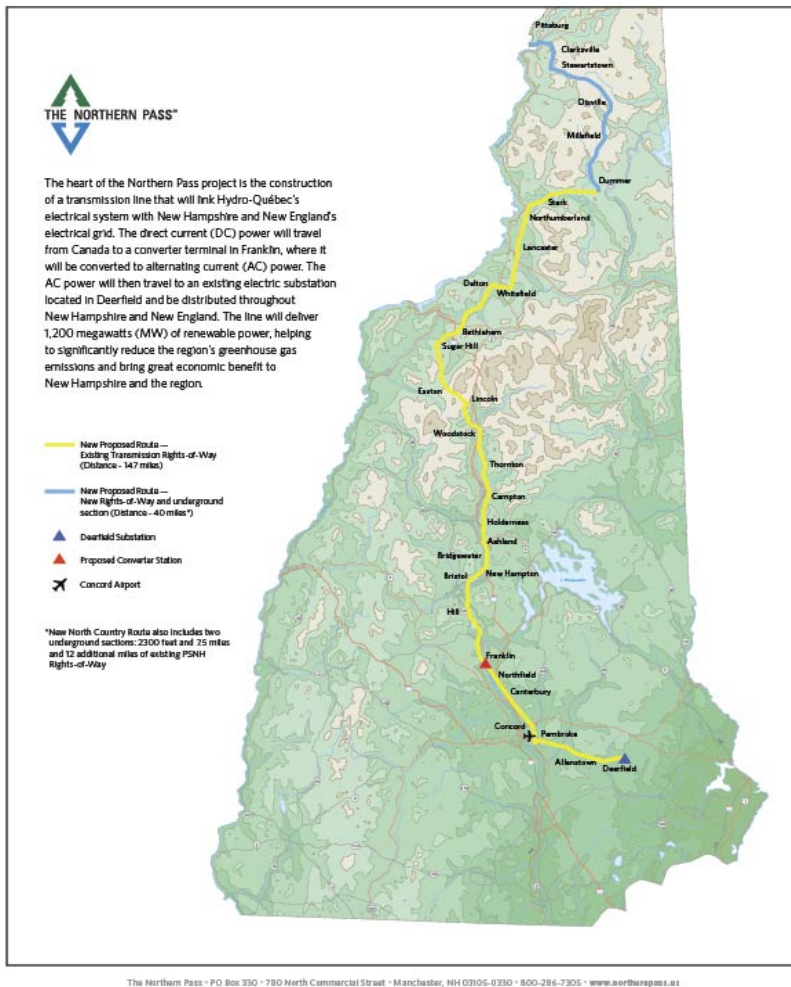 THE NORTHERN PASS℠
The heart of the Northern Pass project is the construction
of a transmission line that will link Hydro-Québec's
electrical system with New Hampshire and New England's
electrical grid. The direct current (DC) power will travel
from Canada to a converter terminal in Franklin, where it
will be converted to alternating current (AC) power. The
AC power will then travel to an existing electric substation
located in Deerfield and be distributed throughout
New Hampshire and New England. The line will deliver
1,200 megawatts (MW) of renewable power, helping
to significantly reduce the region's greenhouse gas
emissions and bring great economic benefit to
New Hampshire and the region.
New Proposed Route —
Existing Transmission Rights-of-Way
(Distance - 147 miles)
New Proposed Route —
New Rights-of-Way and underground
section (Distance - 40 miles*)
Deerfield Substation
Proposed Converter Station
Concord Airport
*New North Country Route also includes two
underground sections: 2300 feet and 7.5 miles
and 12 additional miles of existing PSNH
Rights-of-Way
Pittsburg
Clarksville
Stewartstown
Dixville
Millsfield
Dummer
Stark
Northumberland
Lancaster
Dalton
Whitefield
Bethlehem
Sugar Hill
Easton
Lincoln
Woodstock
Thornton
Campton
Holderness
Ashland
Bridgewater
New Hampton
Bristol
Hill
Franklin
Northfield
Canterbury
Concord
Pembroke
Allenstown
Deerfield
The Northern Pass • PO Box 330 • 780 North Commercial Street • Manchester, NH 03105-0330 • 800-286-7305 • www.northernpass.us